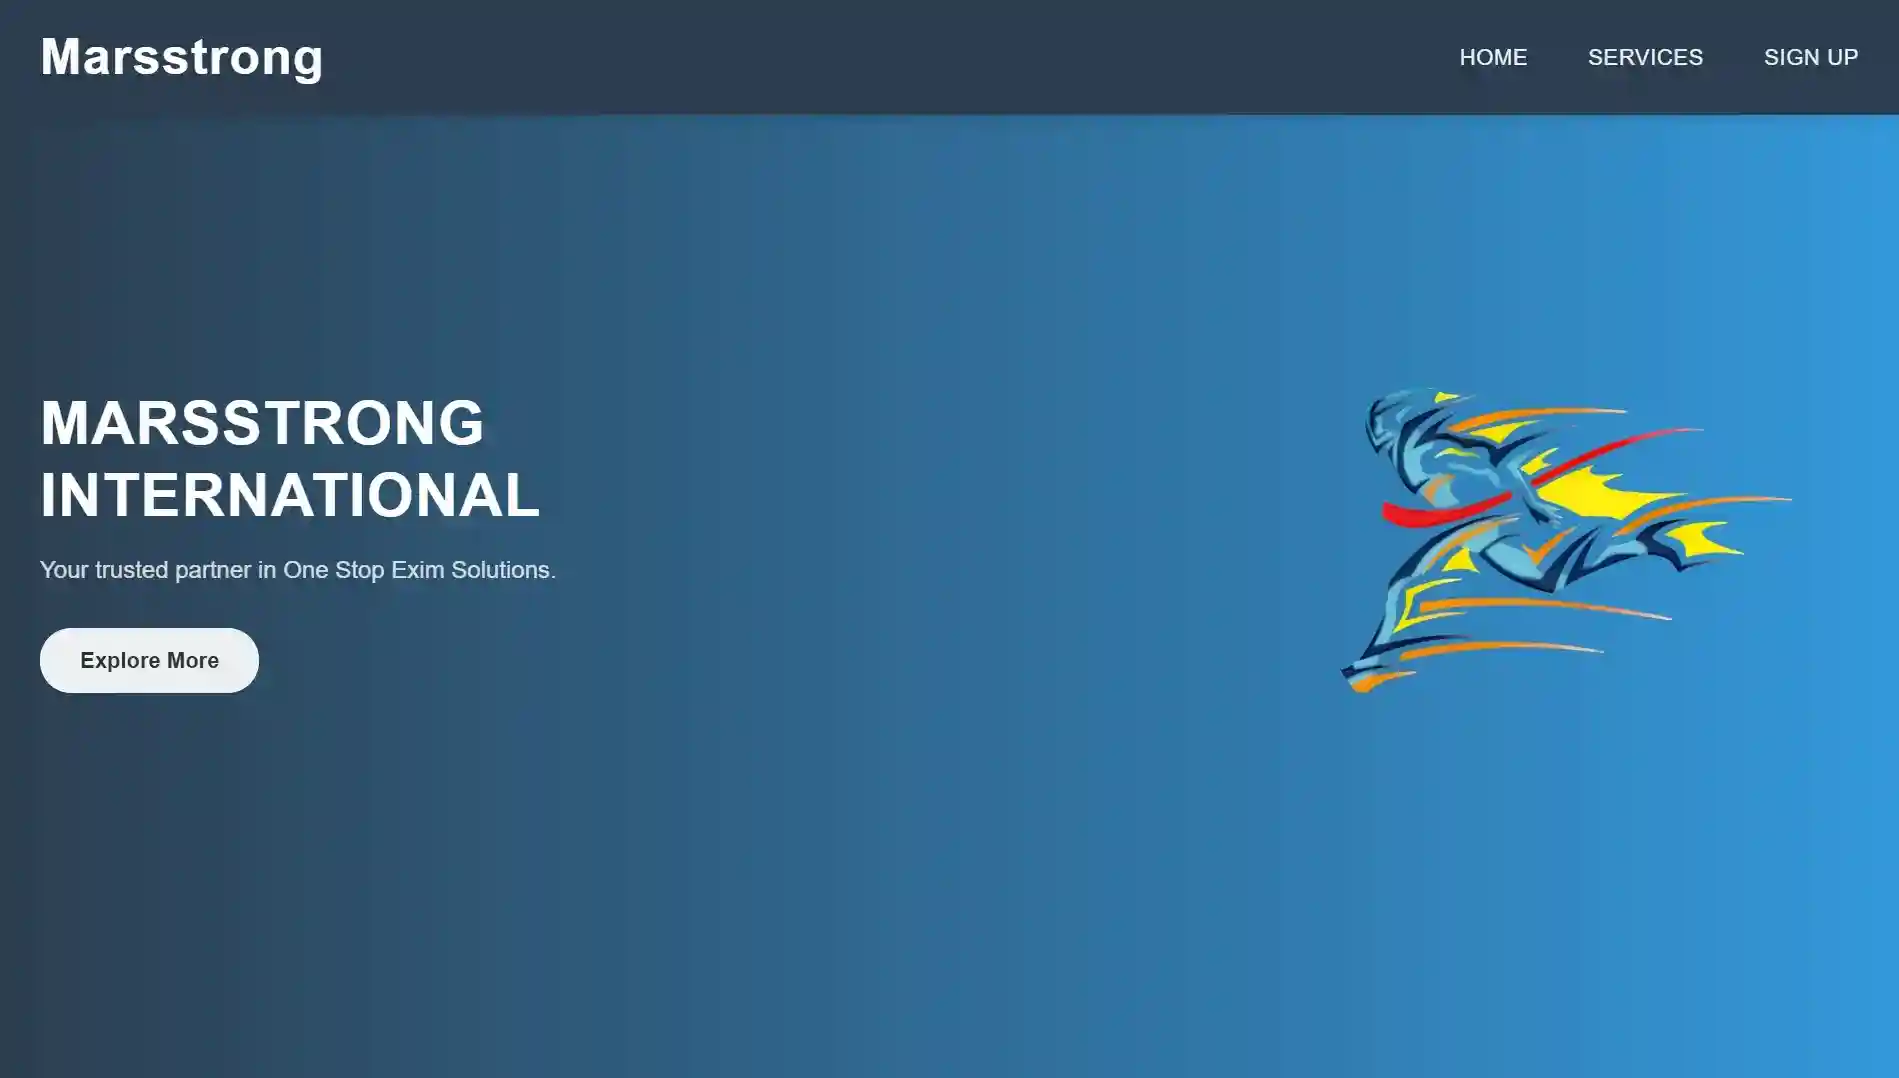 Marsstrong
HOME SERVICES SIGN UP
MARSSTRONG
INTERNATIONAL
Your trusted partner in One Stop Exim Solutions.
Explore More